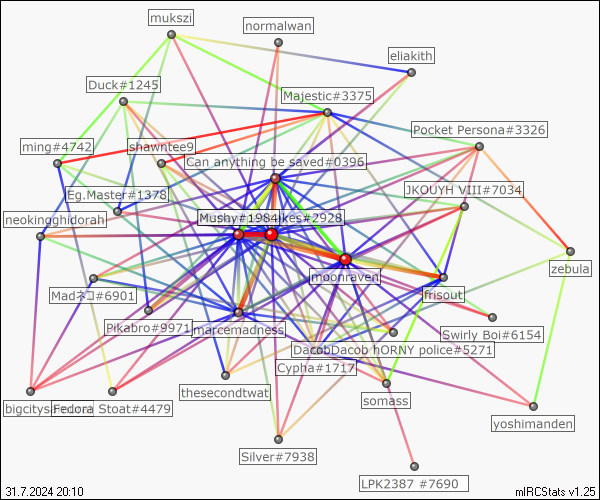 mukszi
normalwan
eliakith
Duck#1245
Majestic#3375
Pocket Persona#3326
ming#4742
shawntee9
Can anything be saved#0396
Eg.Master#1378
JKOUYH VIII#7034
neokingghidorah
Mushy#1984
ikes#2928
moonraven
zebula
Madネコ#6901
frisout
Pikabro#9971
marcemadness
Swirly Boi#6154
DacobDacob hORNY police#5271
Cypha#1717
thesecondtwat
somass
bigcitysa
Fedora Stoat#4479
yoshimanden
Silver#7938
LPK2387 #7690
31.7.2024 20:10
mIRCStats v1.25